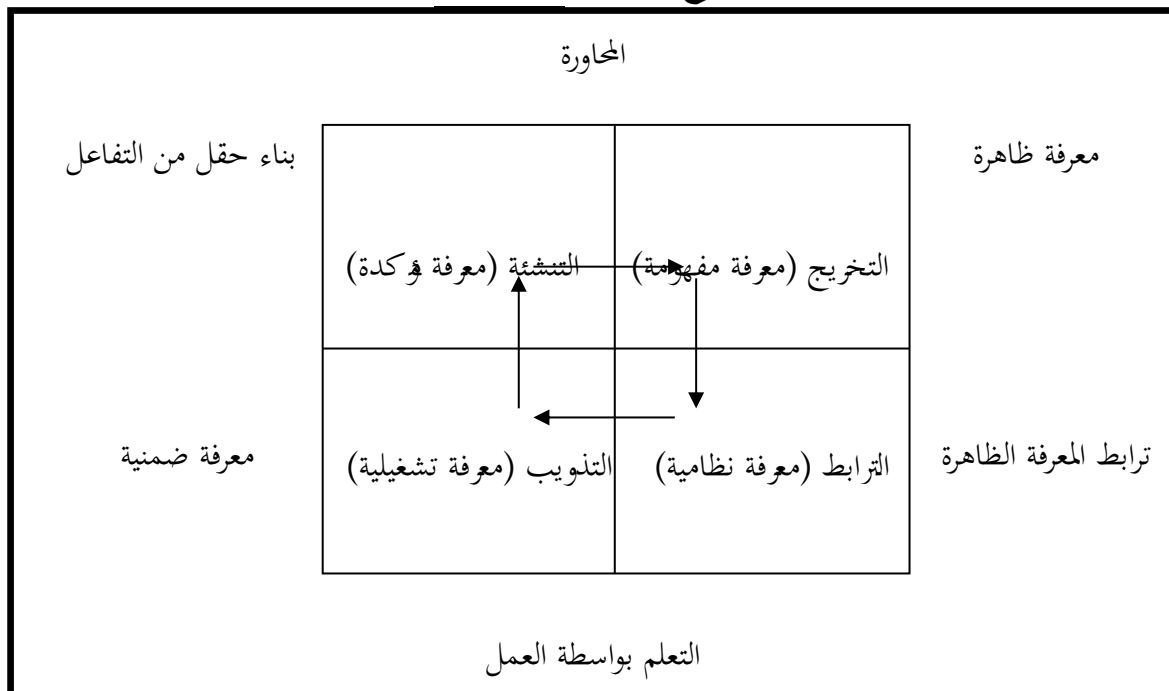 المحاورة
معرفة ظاهرة
بناء حقل من التفاعل
التخريج (معرفة مفهومة)
التنشئة (معرفة مؤكدة)
ترابط المعرفة الظاهرة
الترابط (معرفة نظامية)
التذويب (معرفة تشغيلية)
معرفة ضمنية
التعلم بواسطة العمل